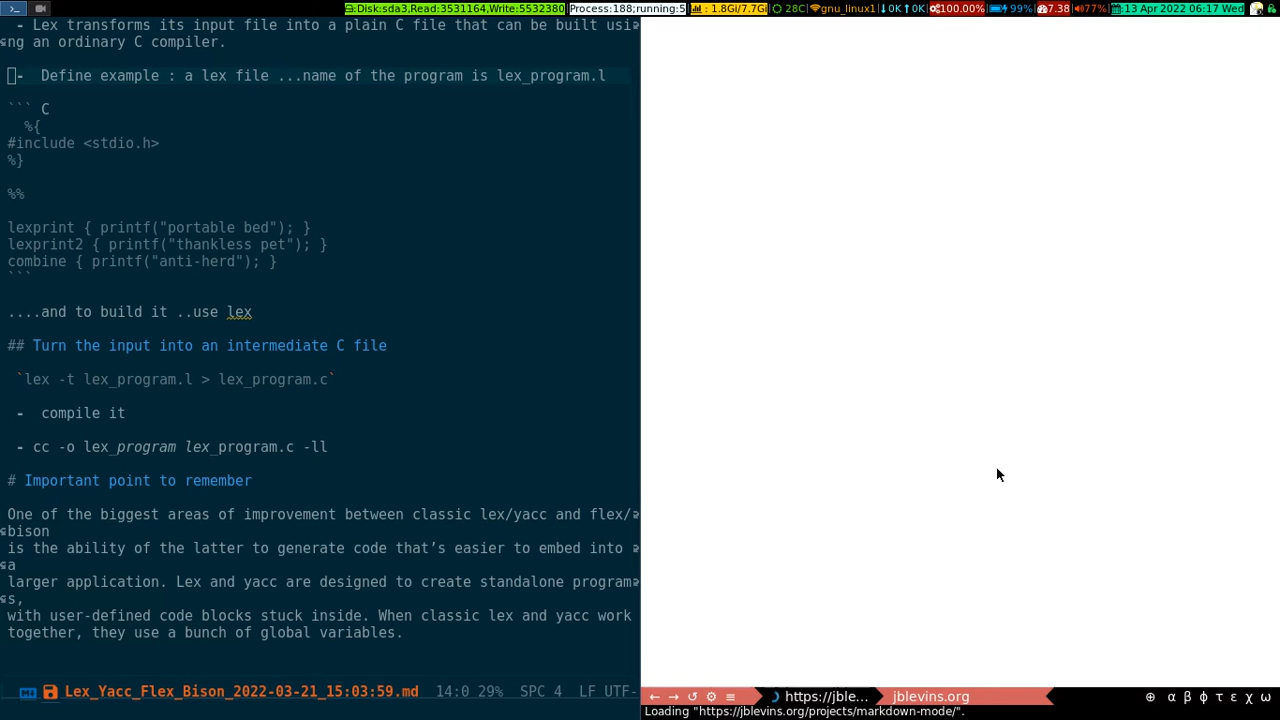 Disk:sda3,Read:3531164,Write:5532380 Process:188;running:5 : 1.8Gi/7.7Gi 28C gnu_linux1 0K 0K 100.00% 99% 7.38 77% :13 Apr 2022 06:17 Wed
- Lex transforms its input file into a plain C file that can be built usi
ng an ordinary C compiler.
-  Define example : a lex file ...name of the program is lex_program.l
``` C
%{
#include <stdio.h>
%}
%%
lexprint { printf("portable bed"); }
lexprint2 { printf("thankless pet"); }
combine { printf("anti-herd"); }
```
....and to build it ..use lex
## Turn the input into an intermediate C file
`lex -t lex_program.l > lex_program.c`
-  compile it
- cc -o lex_program lex_program.c -ll
# Important point to remember
One of the biggest areas of improvement between classic lex/yacc and flex/
bison
is the ability of the latter to generate code that’s easier to embed into
a
larger application. Lex and yacc are designed to create standalone program
s,
with user-defined code blocks stuck inside. When classic lex and yacc work
together, they use a bunch of global variables.
Lex_Yacc_Flex_Bison_2022-03-21_15:03:59.md 14:0 29% SPC 4 LF UTF-
https://jble... jblevins.org α β ϕ τ ε χ ω
Loading "https://jblevins.org/projects/markdown-mode/".